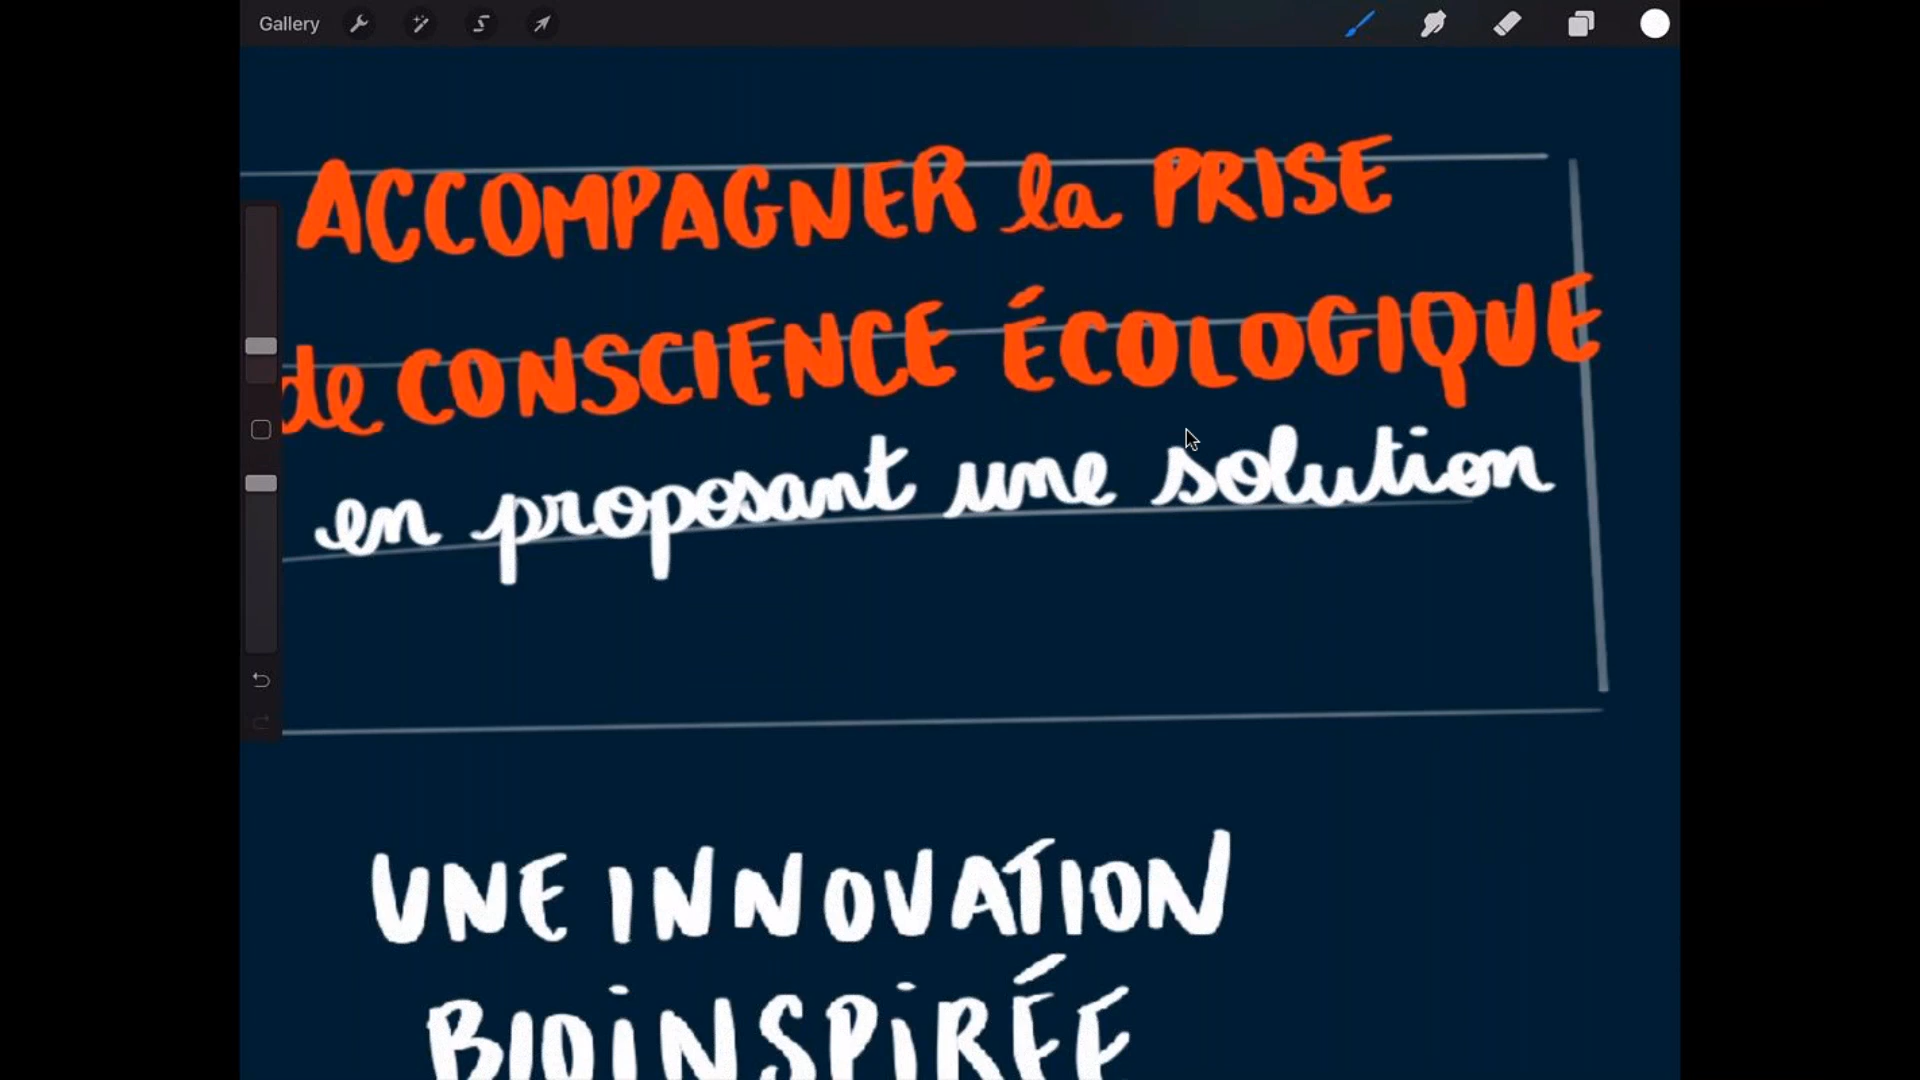 Gallery
ACCOMPAGNER la PRISE
de CONSCIENCE ÉCOLOGIQUE
en proposant une solution
UNE INNOVATION
BIOINSPIRÉE